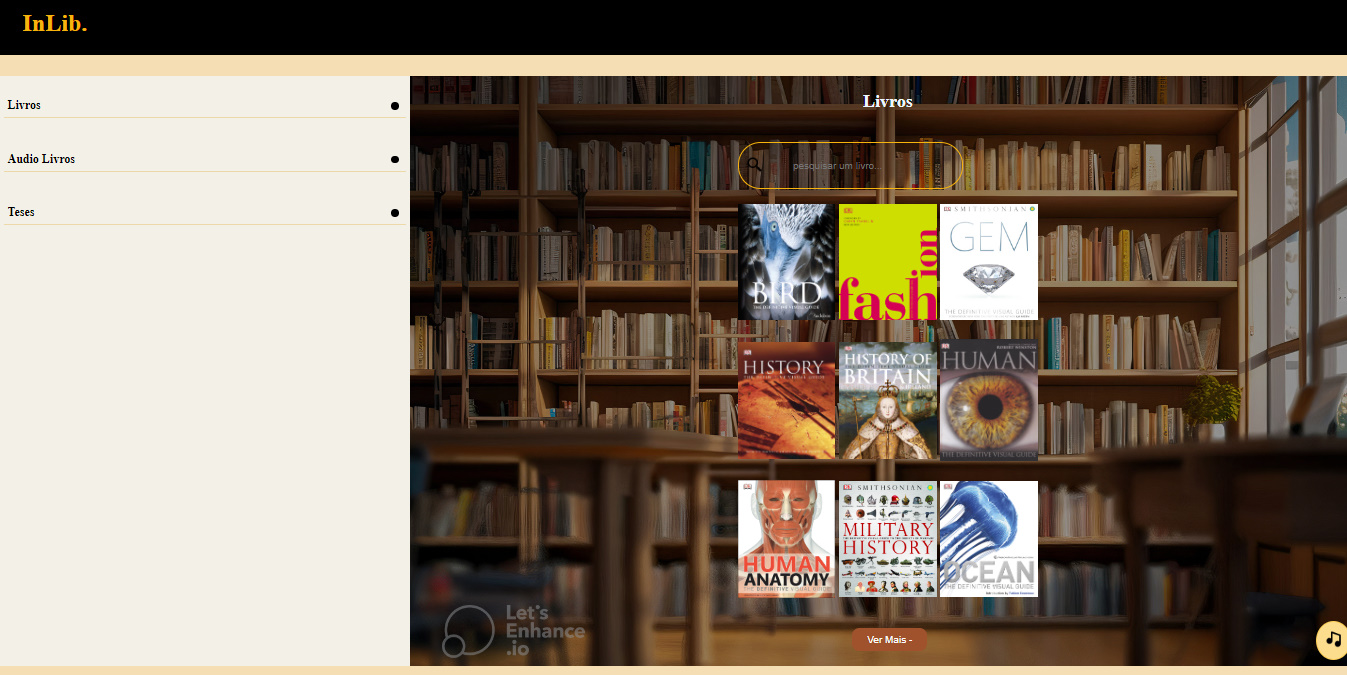 InLib.
Livros
Audio Livros
Teses
Livros
pesquisar um livro...
BIRD
fashion
SMITHSONIAN
GEM
THE DEFINITIVE VISUAL GUIDE
HISTORY
HISTORY OF
BRITAIN
HUMAN
THE DEFINITIVE VISUAL GUIDE
HUMAN
ANATOMY
THE DEFINITIVE VISUAL GUIDE
SMITHSONIAN
MILITARY
HISTORY
OCEAN
THE DEFINITIVE VISUAL GUIDE
Let's
Enhance
.io
Ver Mais -